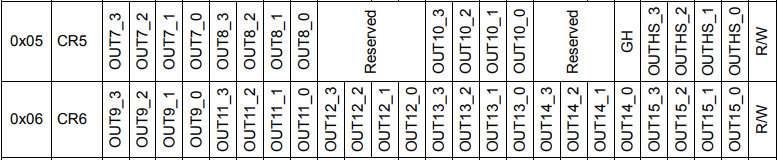 0x05 CR5 OUT7_3 OUT7_2 OUT7_1 OUT7_0 OUT8_3 OUT8_2 OUT8_1 OUT8_0 Reserved OUT10_3 OUT10_2 OUT10_1 OUT10_0 Reserved GH OUTHS_3 OUTHS_2 OUTHS_1 OUTHS_0 R/W
0x06 CR6 OUT9_3 OUT9_2 OUT9_1 OUT9_0 OUT11_3 OUT11_2 OUT11_1 OUT11_0 OUT12_3 OUT12_2 OUT12_1 OUT12_0 OUT13_3 OUT13_2 OUT13_1 OUT13_0 OUT14_3 OUT14_2 OUT14_1 OUT14_0 OUT15_3 OUT15_2 OUT15_1 OUT15_0 R/W